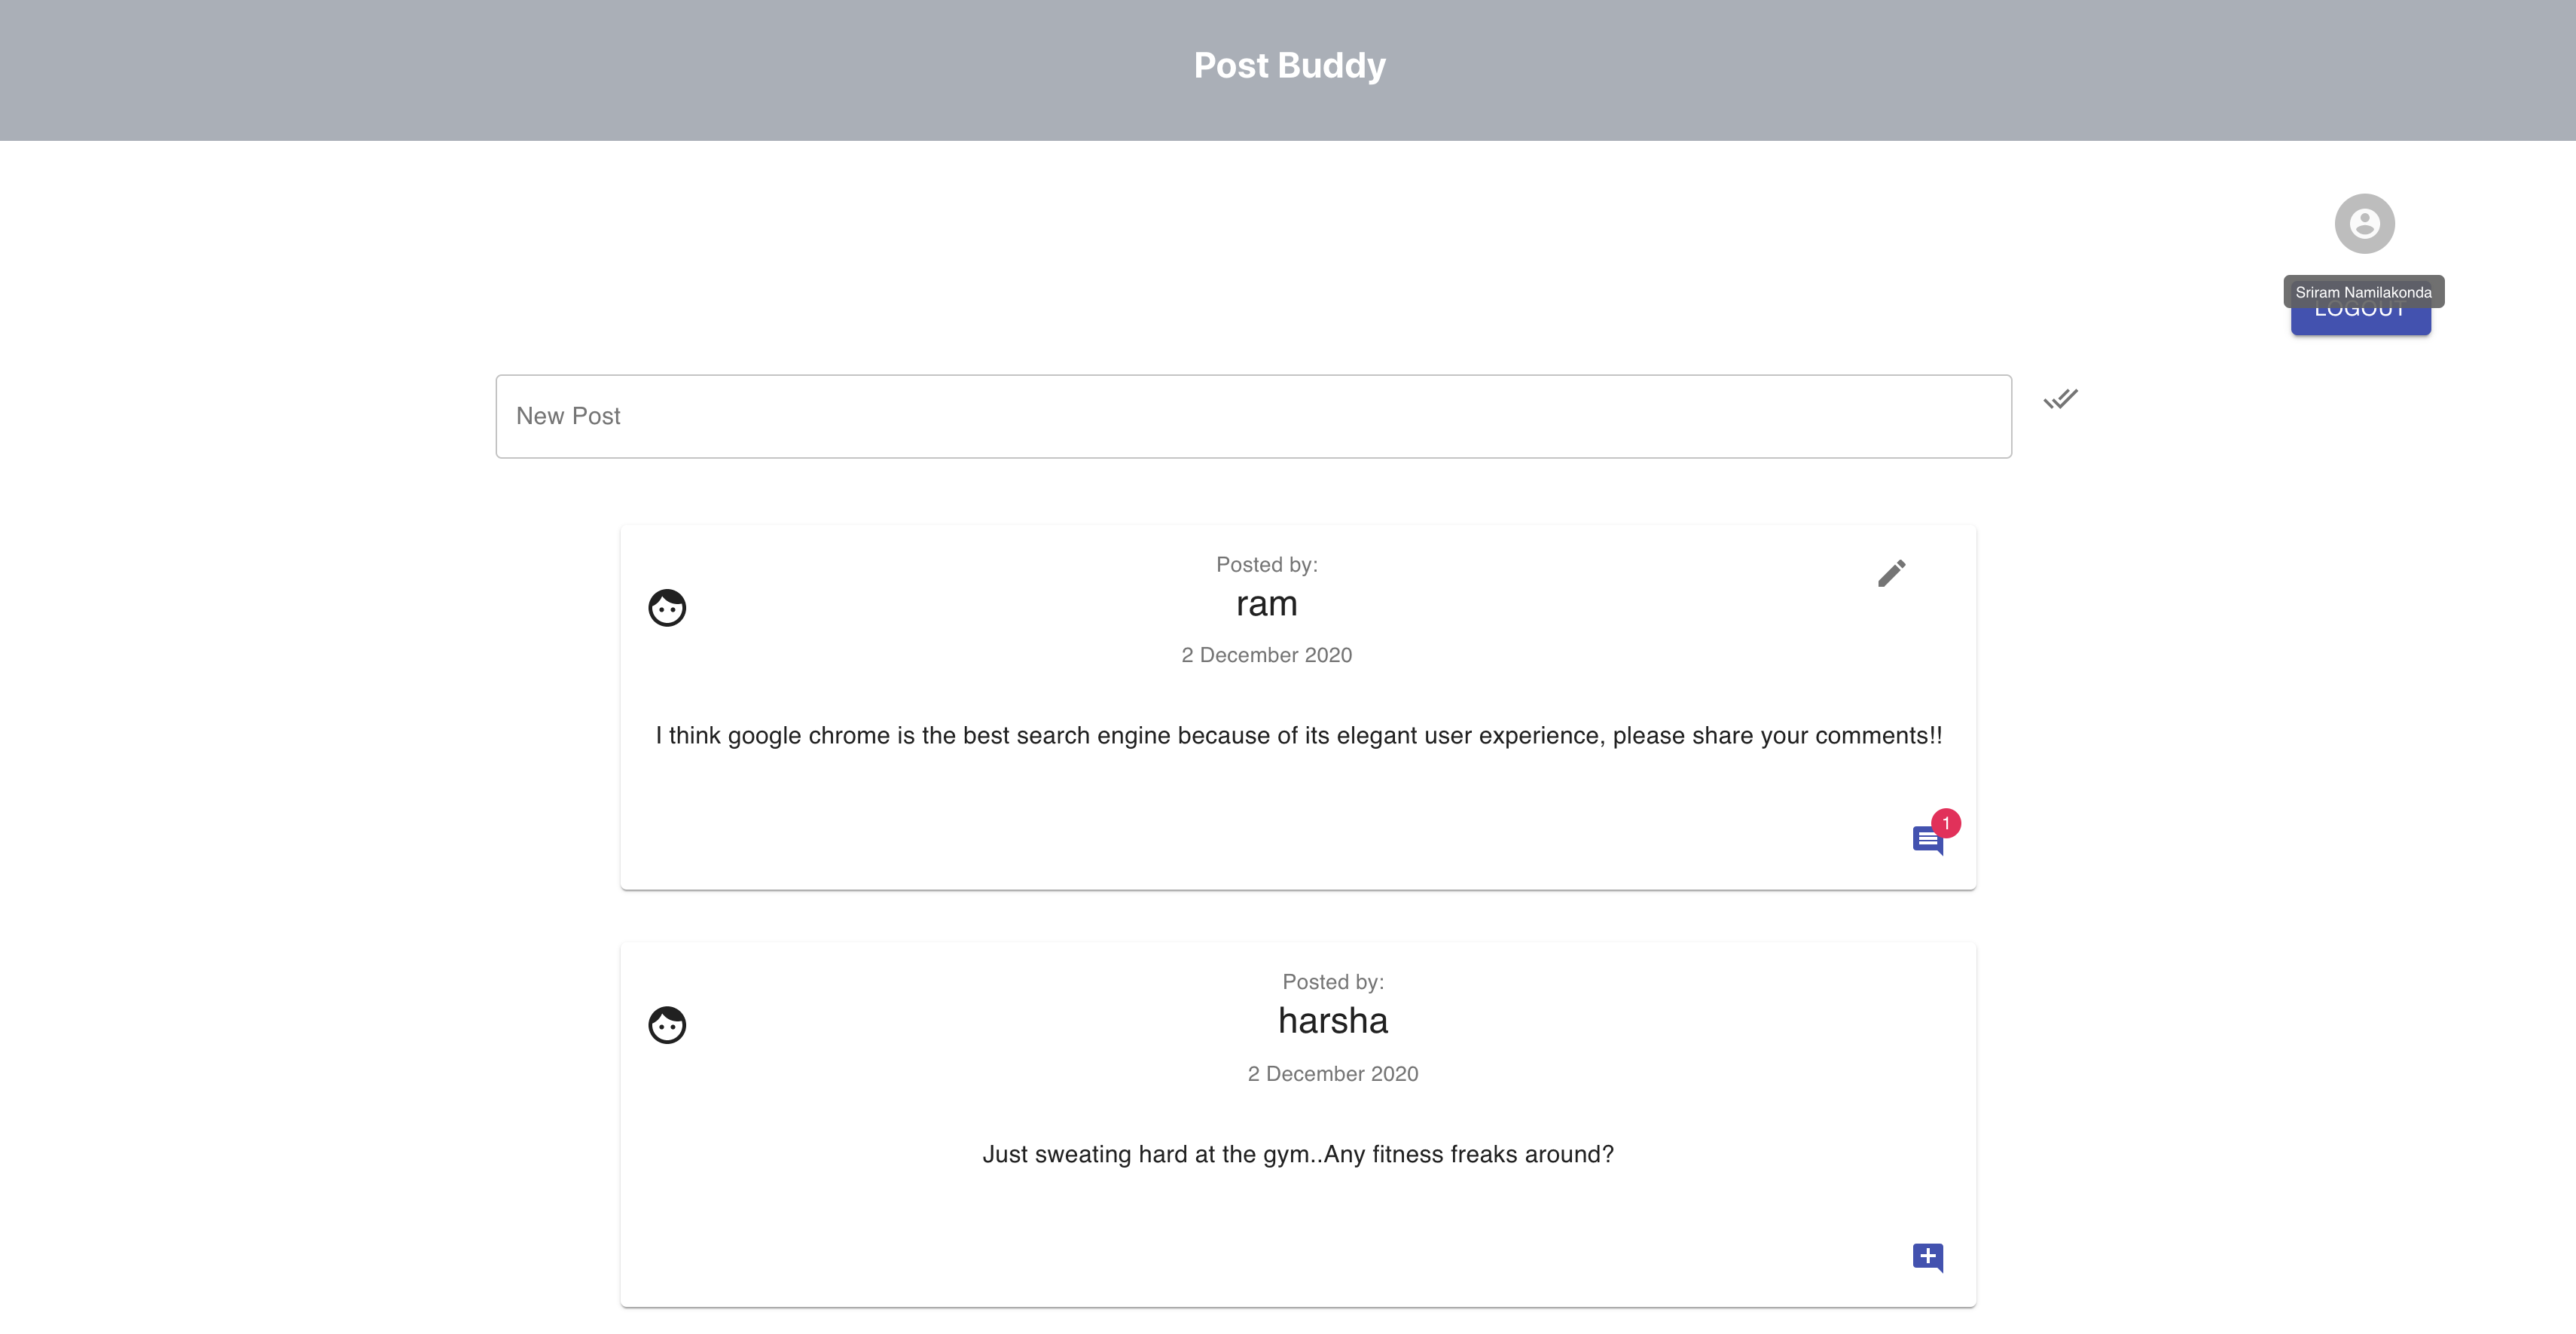 Post Buddy
Sriram Namilakonda
LOGOUT
New Post
Posted by:
ram
2 December 2020
I think google chrome is the best search engine because of its elegant user experience, please share your comments!!
1
Posted by:
harsha
2 December 2020
Just sweating hard at the gym..Any fitness freaks around?